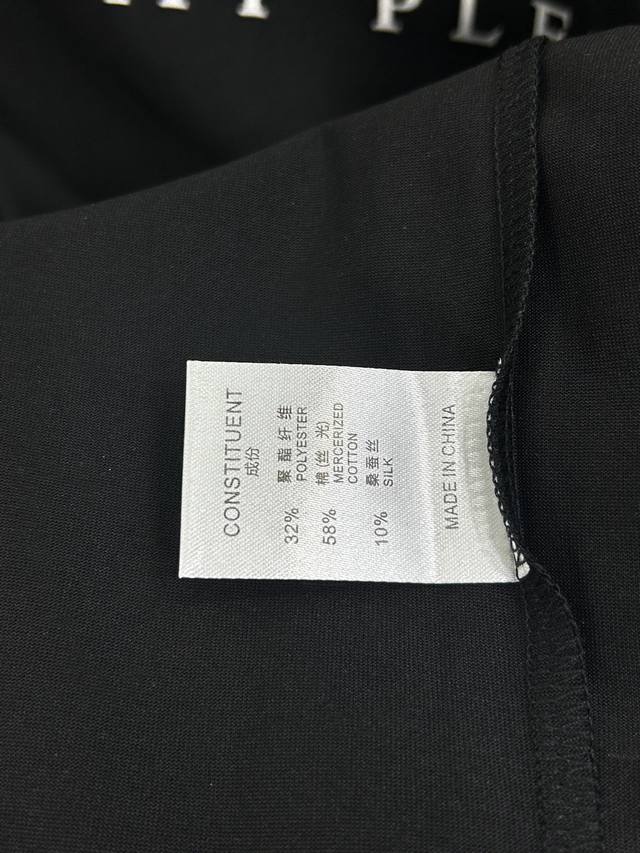 PLE
CONSTITUENT
成份
32% 聚酯纤维
POLYESTER
58% 棉(丝 光)
MERCERIZED
COTTON
10% 桑蚕丝
SILK
MADE IN CHINA